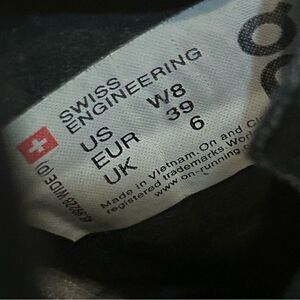 SWISS
ENGINEERING
US W8
EUR 39
UK 6
Made in Vietnam. On and Cl
registered trademarks. Worl
www.on-running.